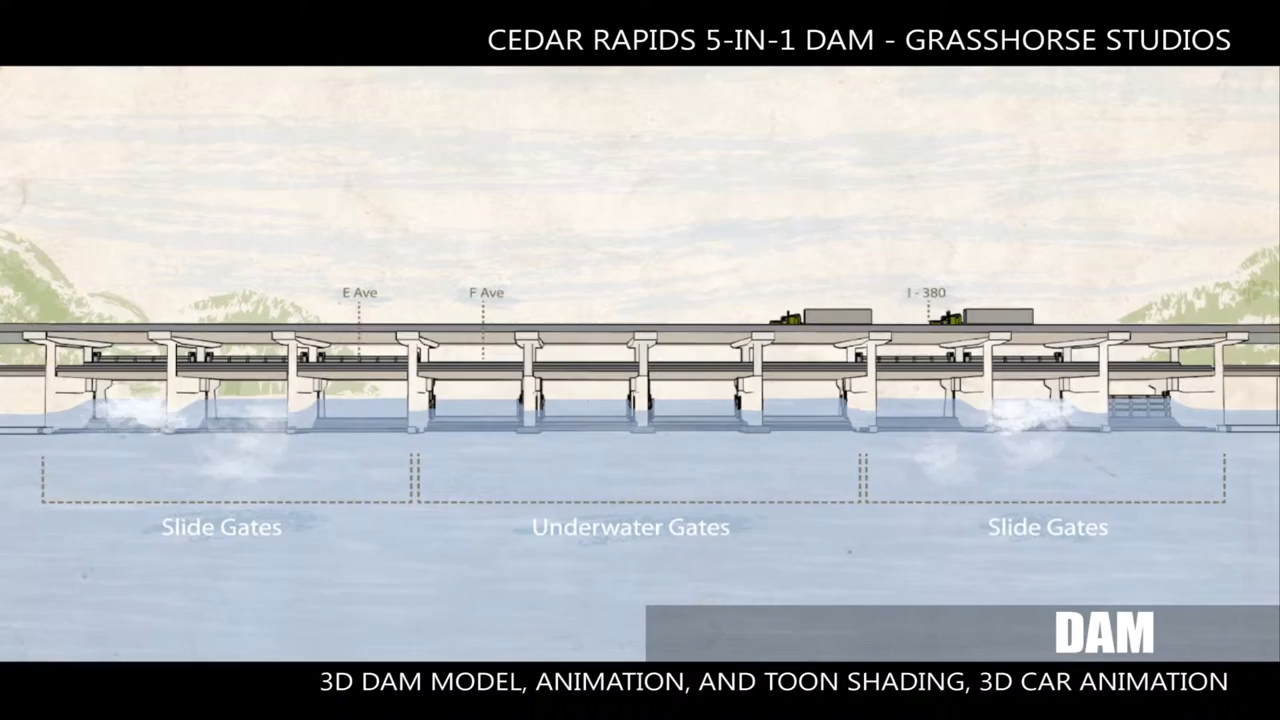 CEDAR RAPIDS 5-IN-1 DAM - GRASSHORSE STUDIOS
E Ave
F Ave
I - 380
Slide Gates
Underwater Gates
Slide Gates
DAM
3D DAM MODEL, ANIMATION, AND TOON SHADING, 3D CAR ANIMATION